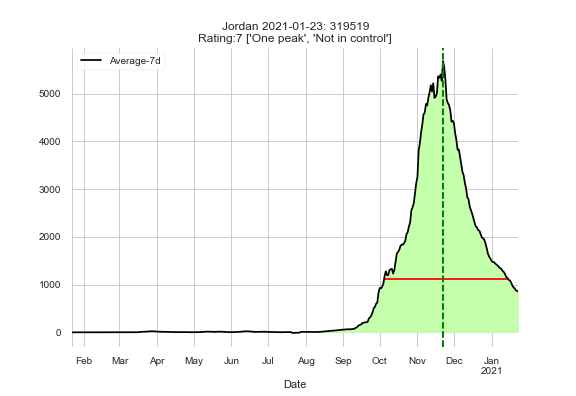 Jordan 2021-01-23: 319519
Rating:7 ['One peak', 'Not in control']
Average-7d
5000
4000
3000
2000
1000
0
Feb Mar Apr May Jun Jul Aug Sep Oct Nov Dec Jan
2021
Date